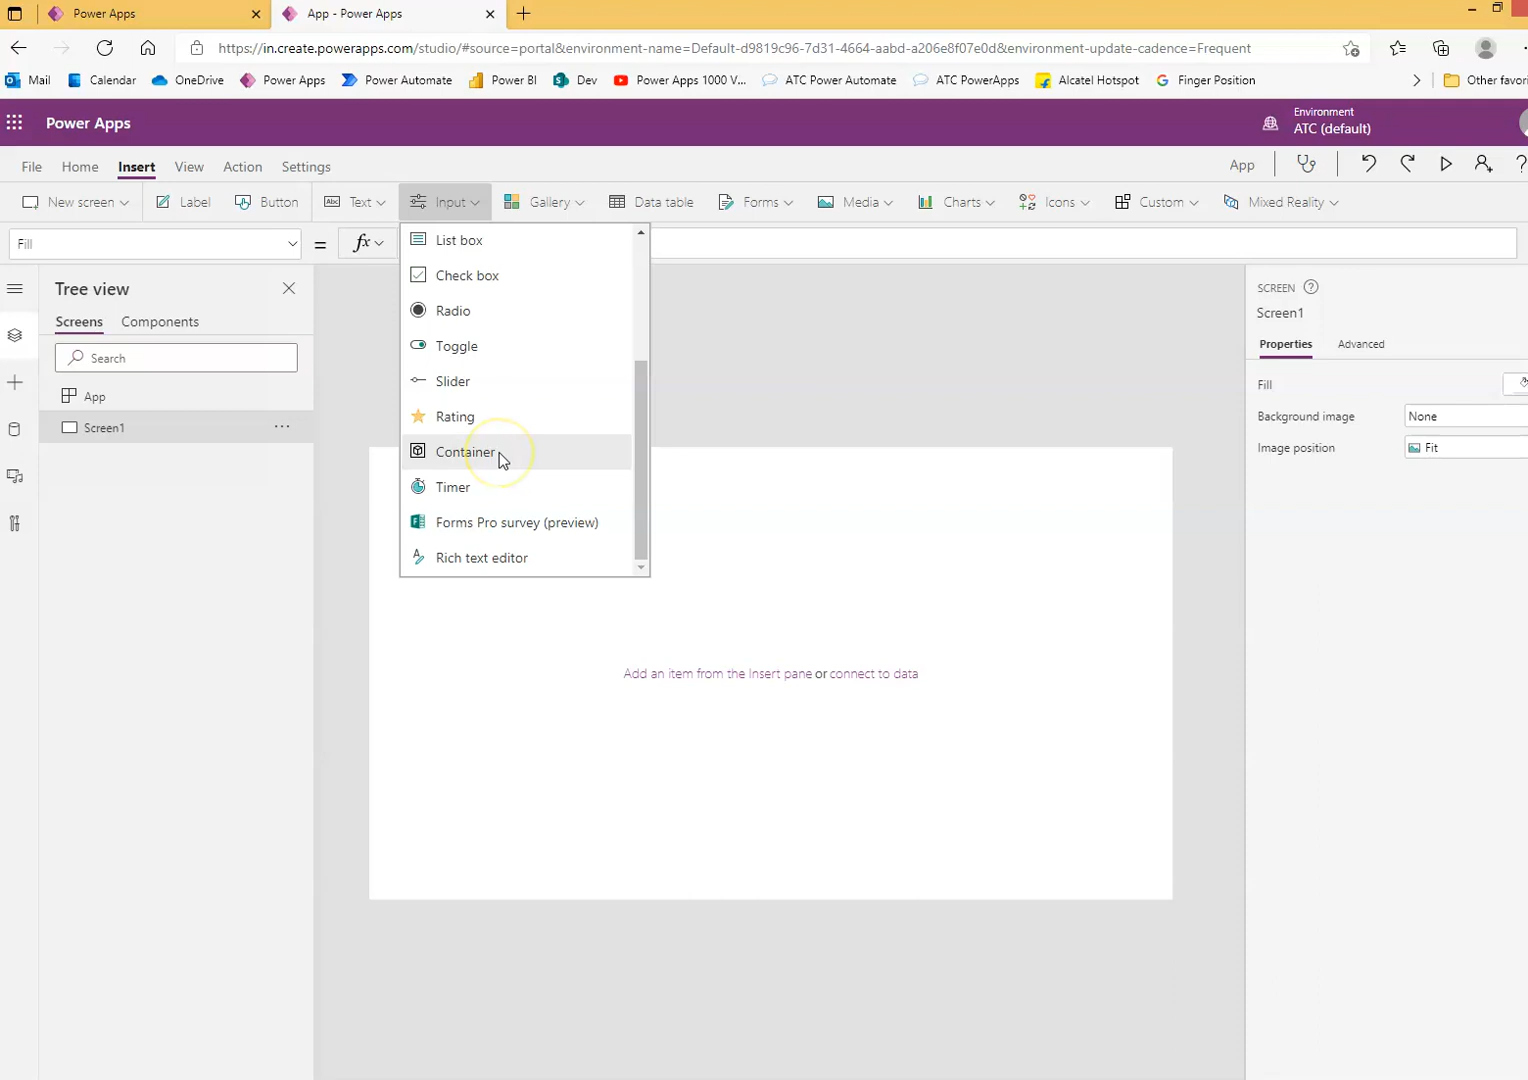 Power Apps
App - Power Apps
https://in.create.powerapps.com/studio/#source=portal&environment-name=Default-d9819c96-7d31-4664-aabd-a206e8f07e0d&environment-update-cadence=Frequent
Mail Calendar OneDrive Power Apps Power Automate Power BI Dev Power Apps 1000 V... ATC Power Automate ATC PowerApps Alcatel Hotspot Finger Position Other favori
Power Apps
Environment
ATC (default)
File Home Insert View Action Settings App
New screen Label Button Abc Text Input Gallery Data table Forms Media Charts Icons Custom Mixed Reality
Fill = fx
List box
Check box
Radio
Toggle
Slider
Rating
Container
Timer
Forms Pro survey (preview)
Rich text editor
Tree view
Screens Components
Search
App
Screen1
Add an item from the Insert pane or connect to data
SCREEN
Screen1
Properties Advanced
Fill
Background image None
Image position Fit